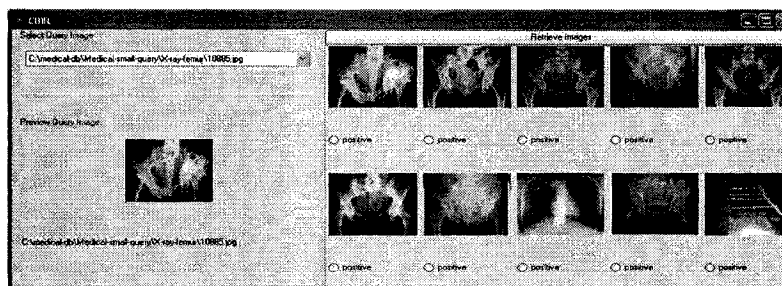 CBIR
Select Query Image
C:\medical-db\Medical-small-query\X-ray-femur\10885.jpg
Preview Query Image
C:\medical-db\Medical-small-query\X-ray-femur\10885.jpg
Retrieve images
positive positive positive positive positive
positive positive positive positive positive